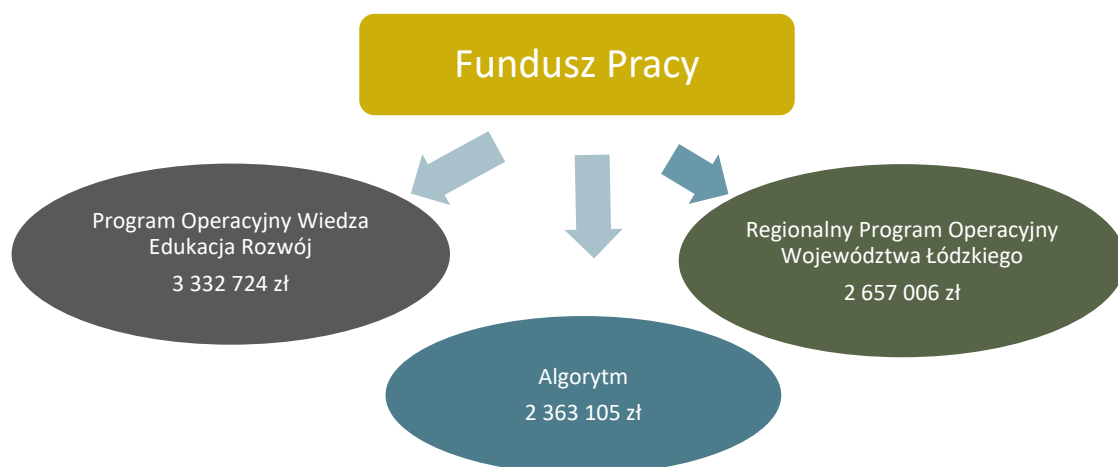 Fundusz Pracy
Program Operacyjny Wiedza
Edukacja Rozwój
3 332 724 zł
Regionalny Program Operacyjny
Województwa Łódzkiego
2 657 006 zł
Algorytm
2 363 105 zł